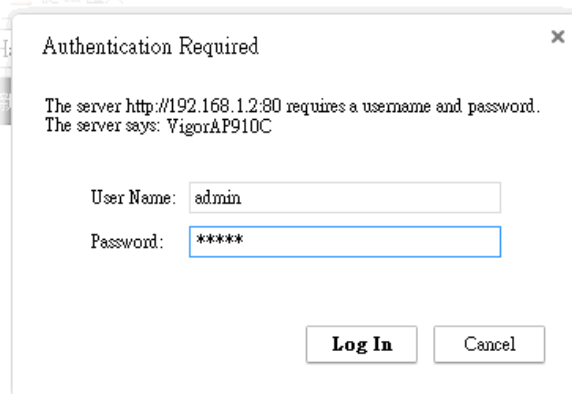 Authentication Required
The server http://192.168.1.2:80 requires a username and password.
The server says: VigorAP910C
User Name: admin
Password: *****
Log In Cancel